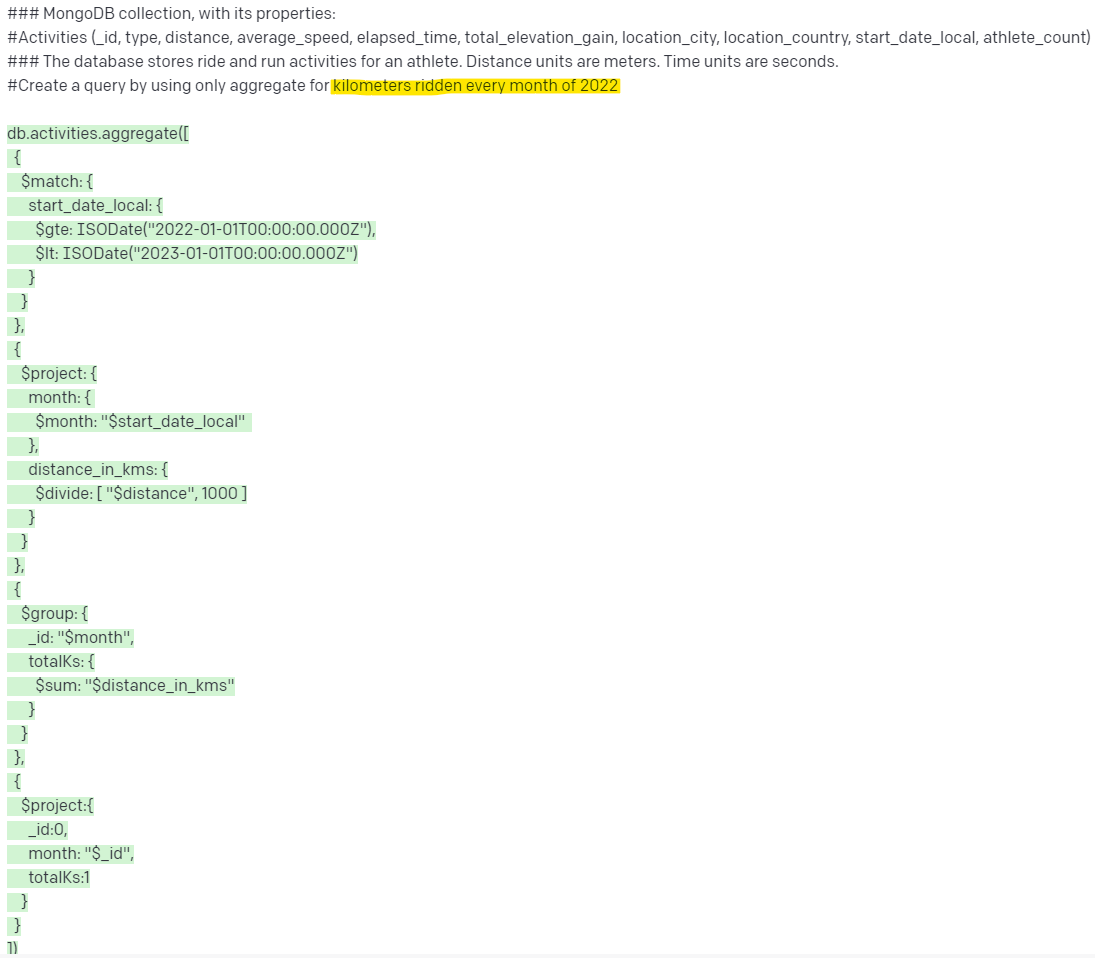 ### MongoDB collection, with its properties:
#Activities (_id, type, distance, average_speed, elapsed_time, total_elevation_gain, location_city, location_country, start_date_local, athlete_count)
### The database stores ride and run activities for an athlete. Distance units are meters. Time units are seconds.
#Create a query by using only aggregate for kilometers ridden every month of 2022

db.activities.aggregate([
  {
    $match: {
      start_date_local: {
        $gte: ISODate("2022-01-01T00:00:00.000Z"),
        $lt: ISODate("2023-01-01T00:00:00.000Z")
      }
    }
  },
  {
    $project: {
      month: {
        $month: "$start_date_local"
      },
      distance_in_kms: {
        $divide: [ "$distance", 1000 ]
      }
    }
  },
  {
    $group: {
      _id: "$month",
      totalKs: {
        $sum: "$distance_in_kms"
      }
    }
  },
  {
    $project:{
      _id:0,
      month: "$_id",
      totalKs:1
    }
  }
])